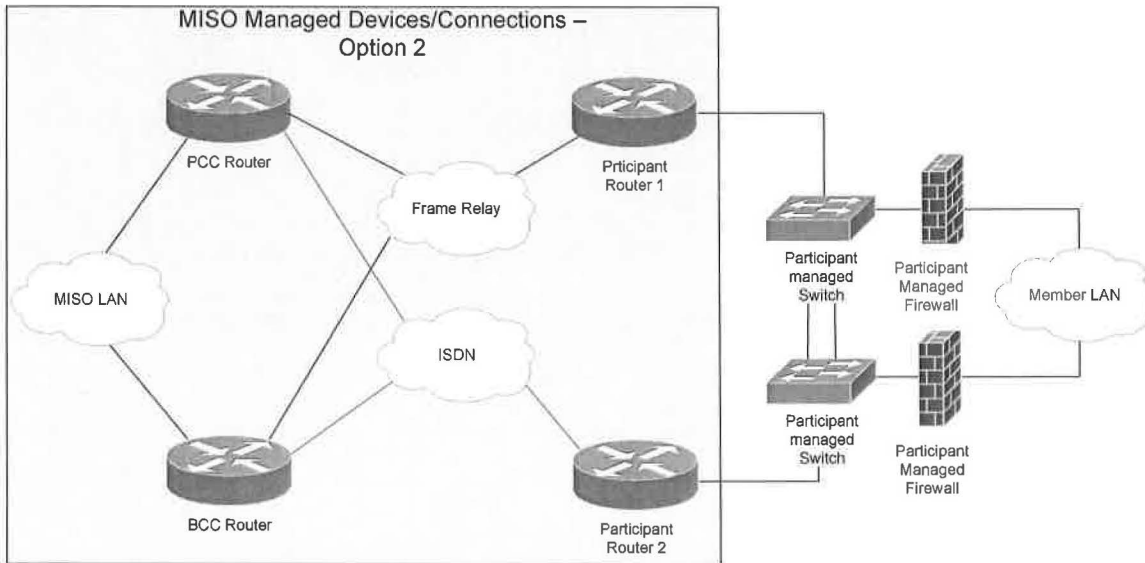 MISO Managed Devices/Connections –
Option 2
PCC Router
Prticipant
Router 1
Frame Relay
MISO LAN
ISDN
BCC Router
Participant
Router 2
Participant
managed
Switch
Participant
Managed
Firewall
Member LAN
Participant
managed
Switch
Participant
Managed
Firewall